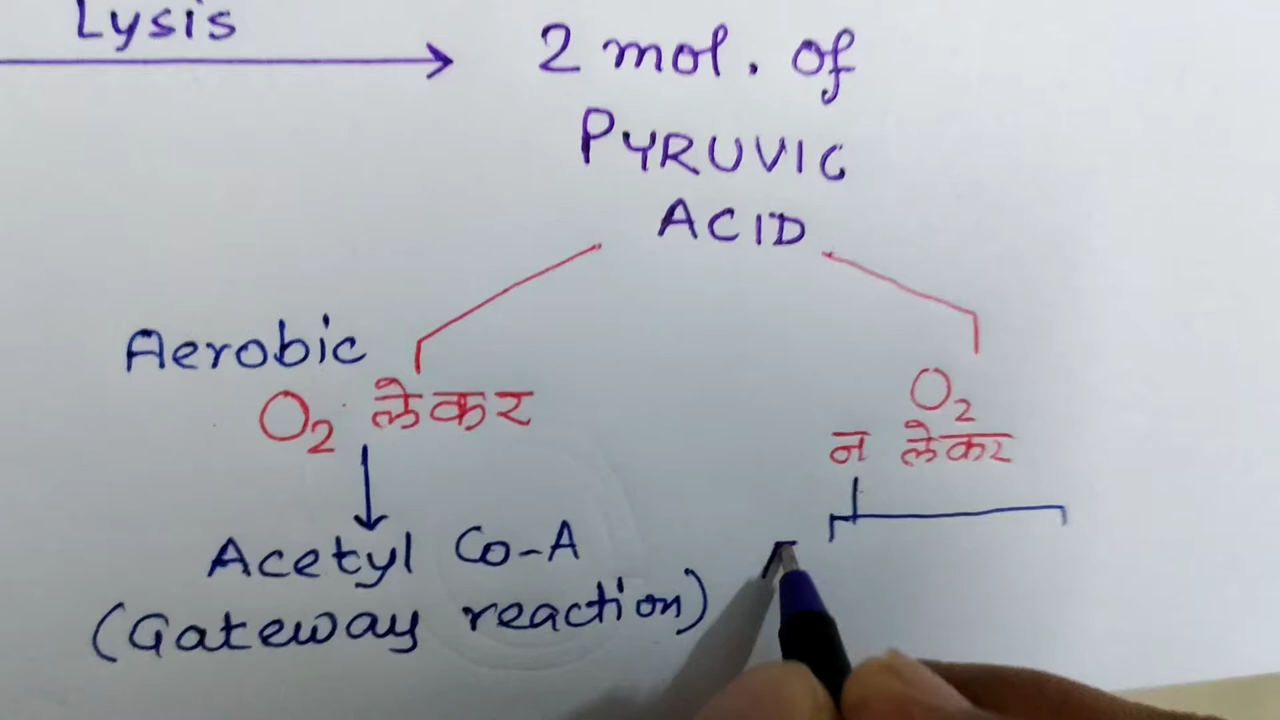 Lysis
2 mol. of
PYRUVIC
ACID
Aerobic
O₂ लेकर
O₂
न लेकर
Acetyl Co-A
(Gateway reaction)